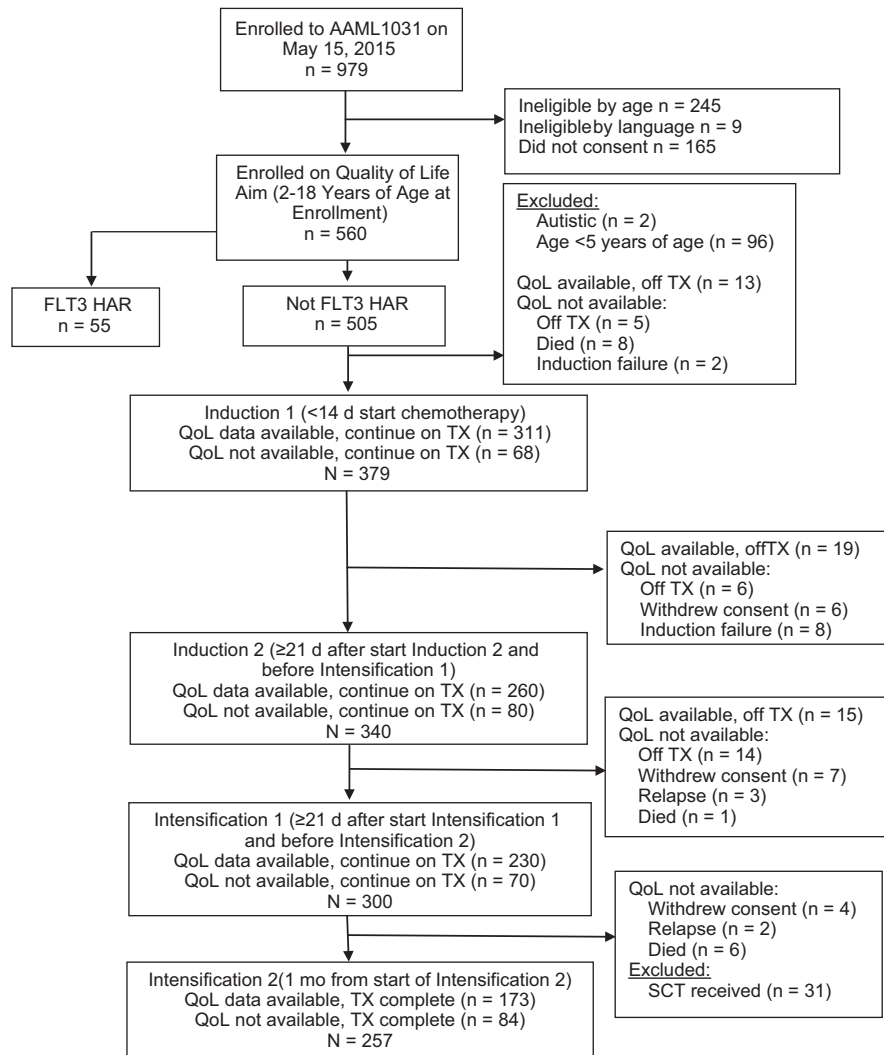 Enrolled to AAML1031 on
May 15, 2015
n = 979
Ineligible by age n = 245
Ineligible by language n = 9
Did not consent n = 165
Enrolled on Quality of Life
Aim (2-18 Years of Age at
Enrollment)
n = 560
Excluded:
Autistic (n = 2)
Age <5 years of age (n = 96)
QoL available, off TX (n = 13)
QoL not available:
Off TX (n = 5)
Died (n = 8)
Induction failure (n = 2)
FLT3 HAR
n = 55
Not FLT3 HAR
n = 505
Induction 1 (<14 d start chemotherapy)
QoL data available, continue on TX (n = 311)
QoL not available, continue on TX (n = 68)
N = 379
QoL available, offTX (n = 19)
QoL not available:
Off TX (n = 6)
Withdrew consent (n = 6)
Induction failure (n = 8)
Induction 2 (≥21 d after start Induction 2 and
before Intensification 1)
QoL data available, continue on TX (n = 260)
QoL not available, continue on TX (n = 80)
N = 340
QoL available, off TX (n = 15)
QoL not available:
Off TX (n = 14)
Withdrew consent (n = 7)
Relapse (n = 3)
Died (n = 1)
Intensification 1 (≥21 d after start Intensification 1
and before Intensification 2)
QoL data available, continue on TX (n = 230)
QoL not available, continue on TX (n = 70)
N = 300
QoL not available:
Withdrew consent (n = 4)
Relapse (n = 2)
Died (n = 6)
Excluded:
SCT received (n = 31)
Intensification 2(1 mo from start of Intensification 2)
QoL data available, TX complete (n = 173)
QoL not available, TX complete (n = 84)
N = 257